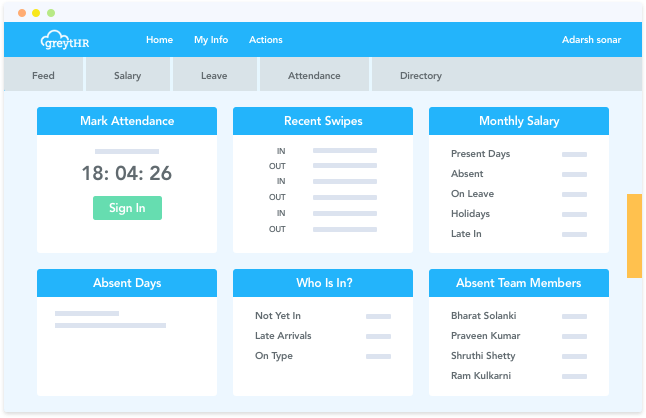 greytHR
Home My Info Actions Adarsh sonar
Feed Salary Leave Attendance Directory
Mark Attendance
18: 04: 26
Sign In
Recent Swipes
IN
OUT
IN
OUT
IN
OUT
Monthly Salary
Present Days
Absent
On Leave
Holidays
Late In
Absent Days
Who Is In?
Not Yet In
Late Arrivals
On Type
Absent Team Members
Bharat Solanki
Praveen Kumar
Shruthi Shetty
Ram Kulkarni